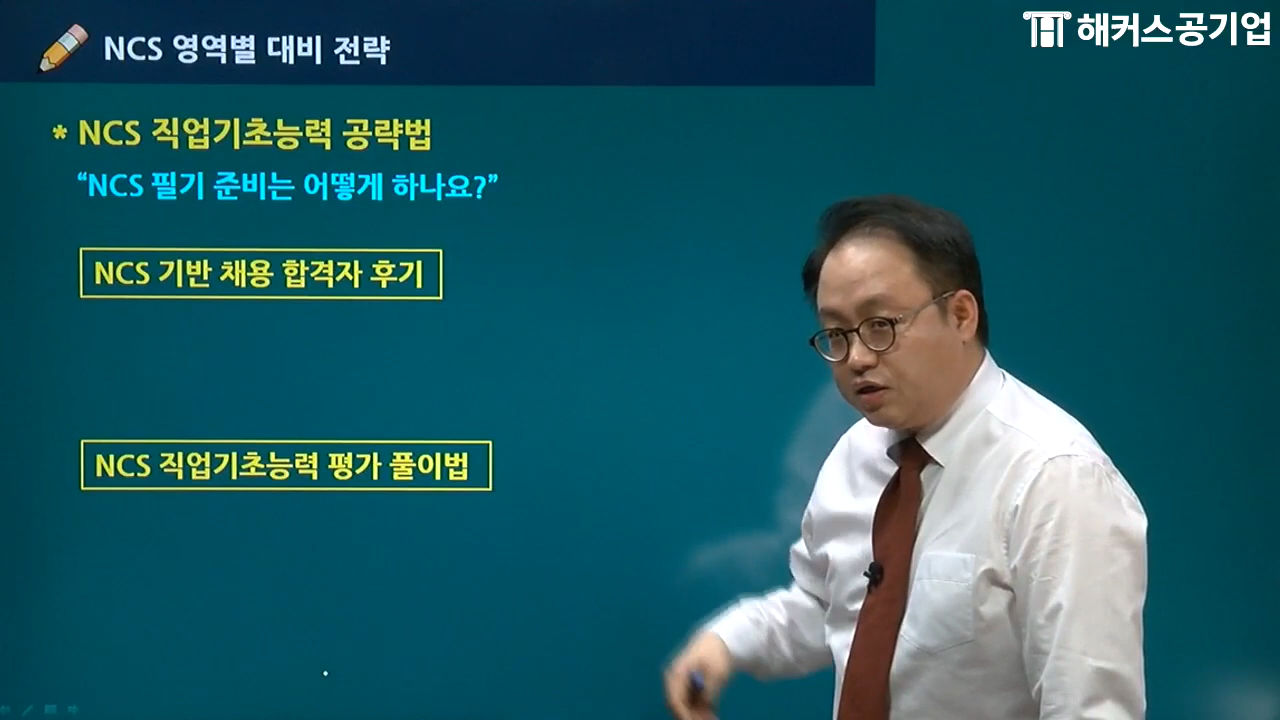 NCS 영역별 대비 전략
해커스공기업
* NCS 직업기초능력 공략법
“NCS 필기 준비는 어떻게 하나요?”
NCS 기반 채용 합격자 후기
NCS 직업기초능력 평가 풀이법